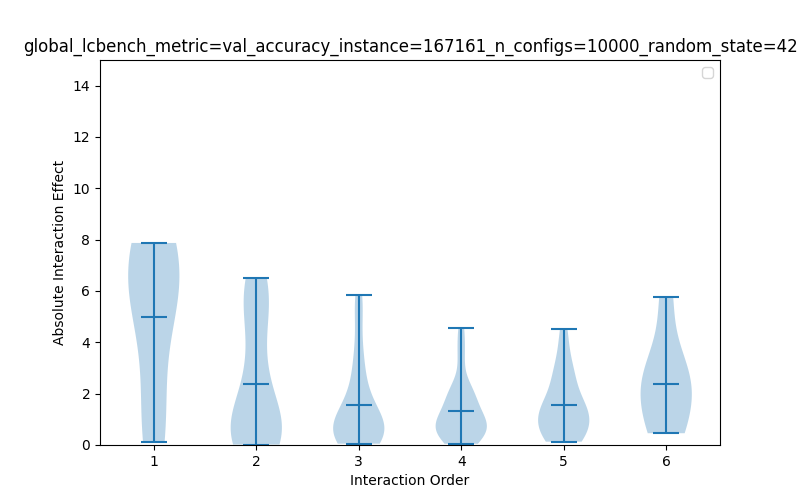 global_lcbench_metric=val_accuracy_instance=167161_n_configs=10000_random_state=42
14
12
10
8
6
4
2
0
Absolute Interaction Effect
1 2 3 4 5 6
Interaction Order